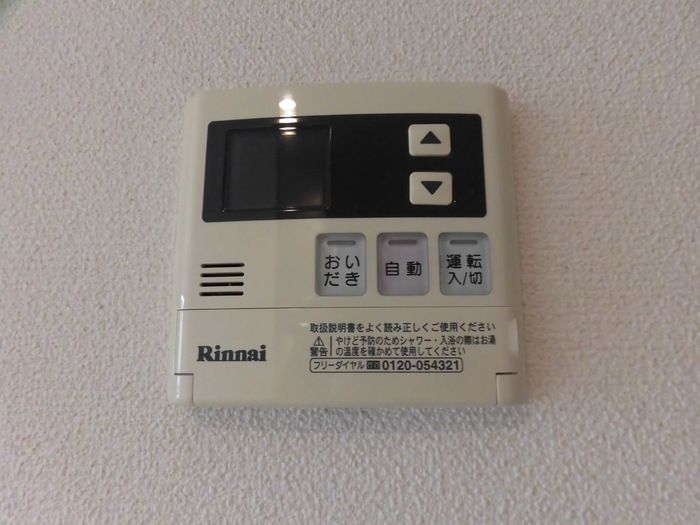 おい
だき
自動
運転
入/切
Rinnai
取扱説明書をよく読み正しくご使用ください
警告
やけど予防のためシャワー・入浴の際はお湯
の温度を確かめて使用してください
フリーダイヤル 0120-054321